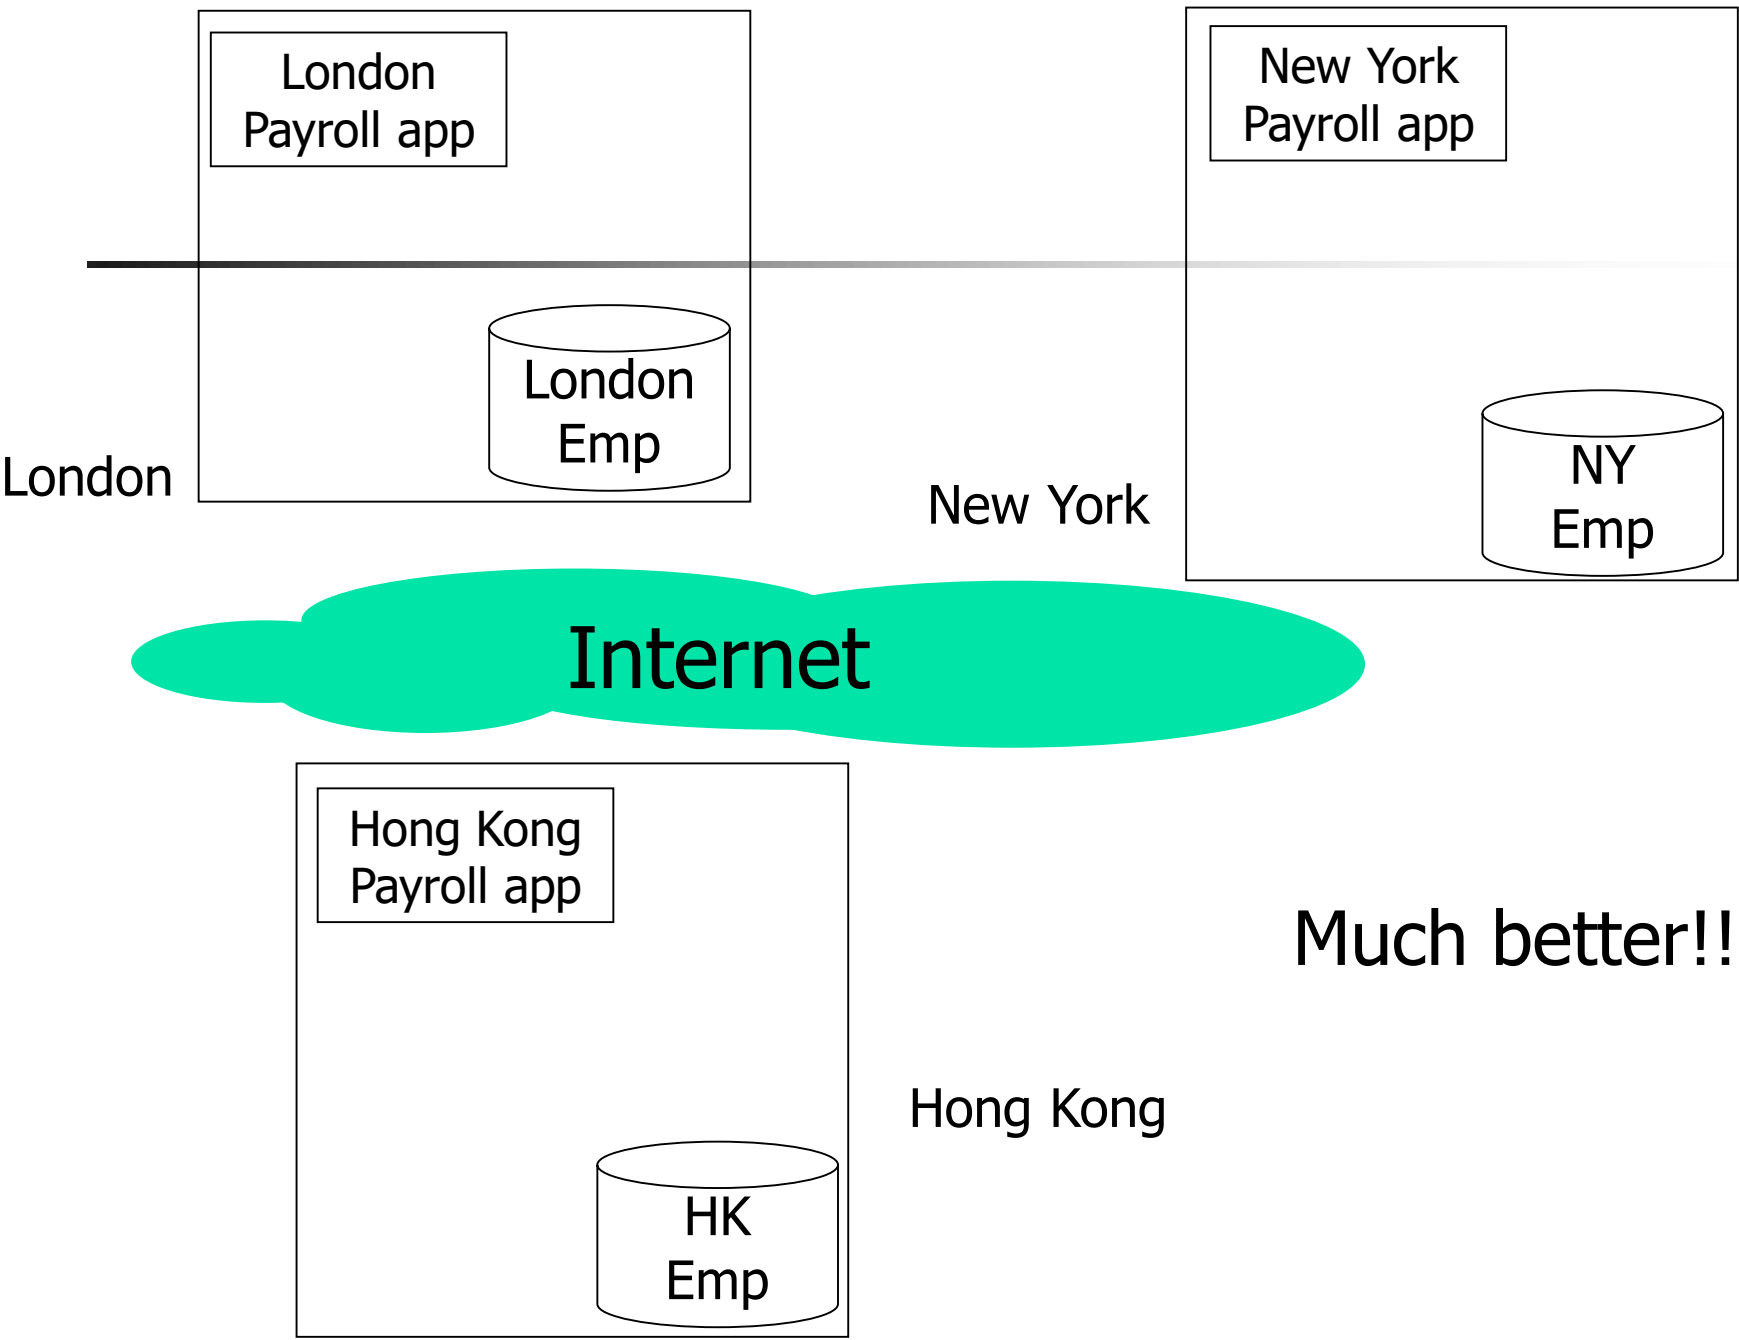 London
Payroll app
New York
Payroll app
London
Emp
London
NY
Emp
New York
Internet
Hong Kong
Payroll app
Much better!!
Hong Kong
HK
Emp